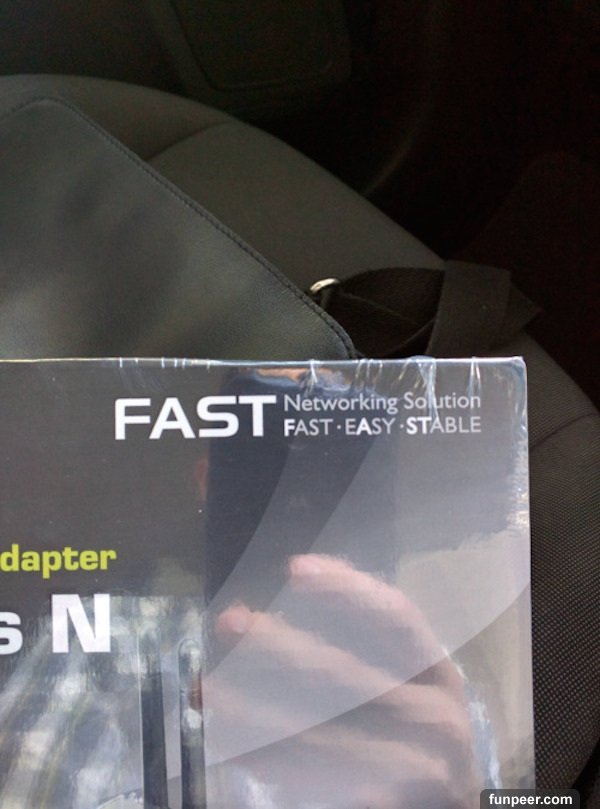 FAST Networking Solution
FAST·EASY·STABLE
dapter
s N
funpeer.com